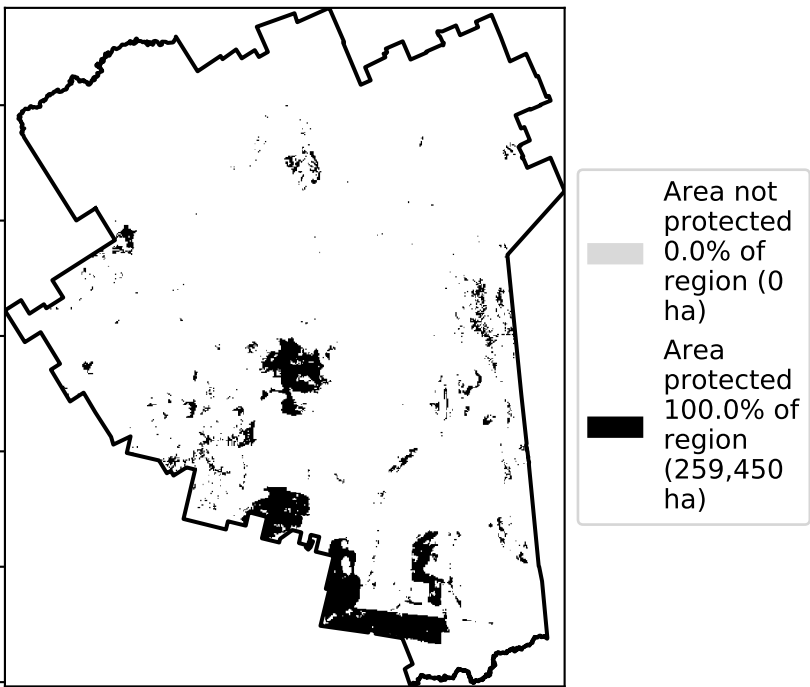 Area not
protected
0.0% of
region (0
ha)
Area
protected
100.0% of
region
(259,450
ha)